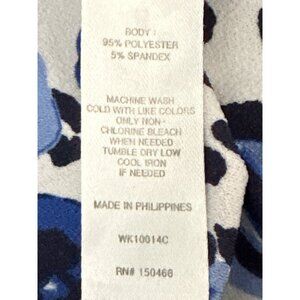 BODY :
95% POLYESTER
5% SPANDEX
MACHINE WASH
COLD WITH LIKE COLORS
ONLY NON-
CHLORINE BLEACH
WHEN NEEDED
TUMBLE DRY LOW
COOL IRON
IF NEEDED
MADE IN PHILIPPINES
WK10014C
RN# 150468